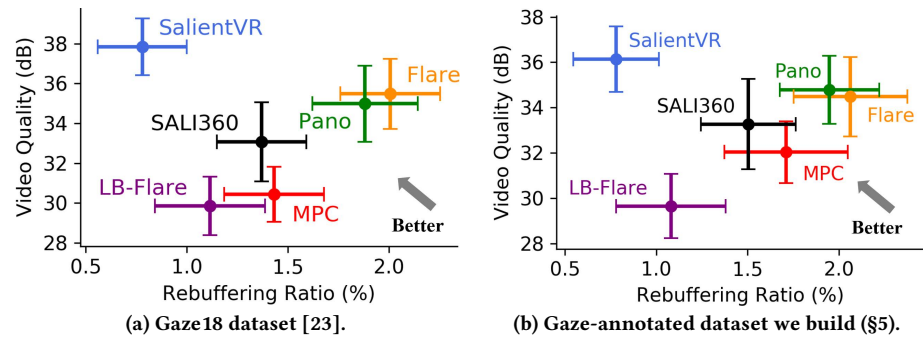 SalientVR
Flare
Pano
SALI360
LB-Flare
MPC
Better
Video Quality (dB)
38
36
34
32
30
28
0.5 1.0 1.5 2.0
Rebuffering Ratio (%)
(a) Gaze18 dataset [23].
SalientVR
Pano
Flare
SALI360
MPC
LB-Flare
Better
Video Quality (dB)
38
36
34
32
30
28
0.5 1.0 1.5 2.0
Rebuffering Ratio (%)
(b) Gaze-annotated dataset we build (§5).